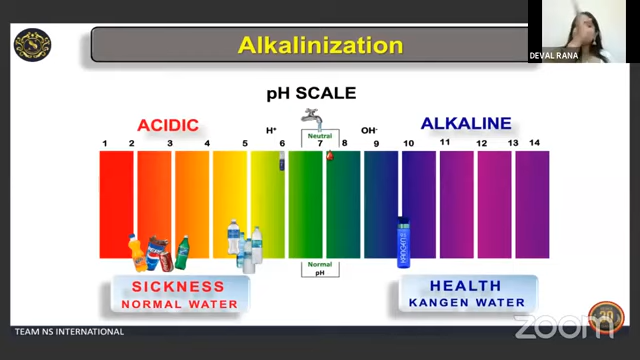 Alkalinization
DEVAL RANA
pH SCALE
ACIDIC
H+
Neutral
OH-
ALKALINE
1 2 3 4 5 6 7 8 9 10 11 12 13 14
Normal
pH
SICKNESS
NORMAL WATER
HEALTH
KANGEN WATER
TEAM NS INTERNATIONAL
zoom